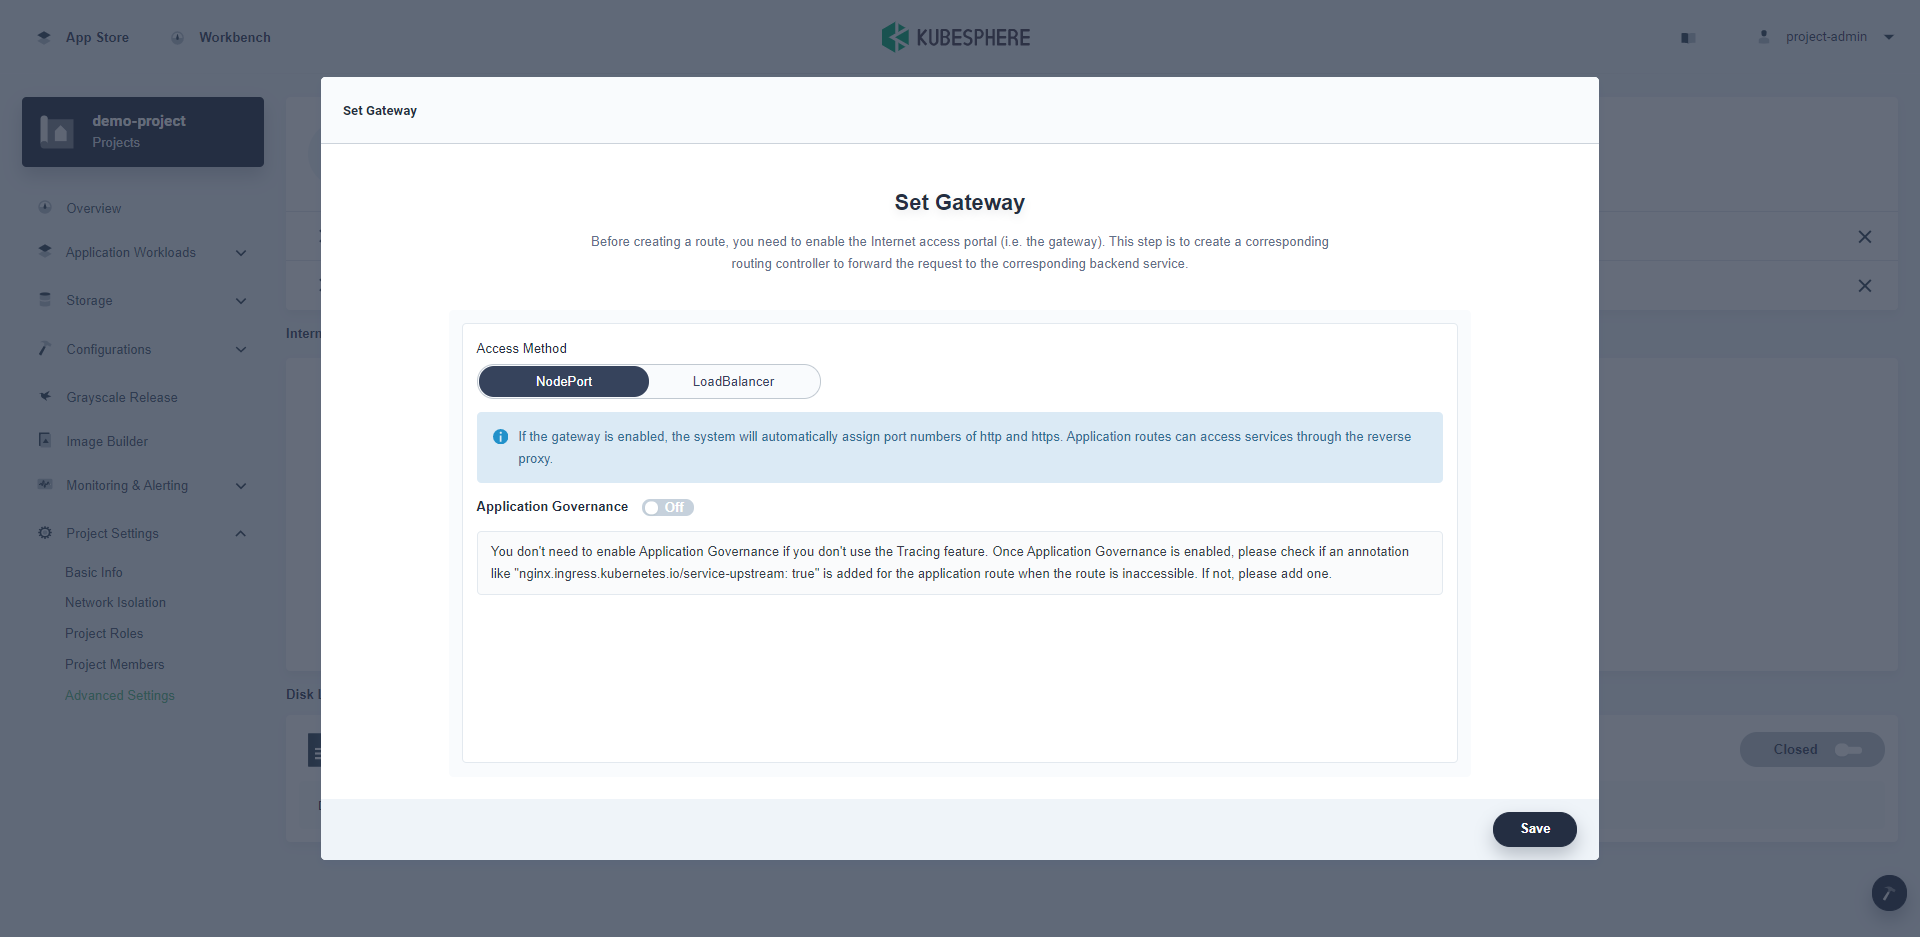 App Store
Workbench
KUBESPHERE
project-admin
demo-project
Projects
Overview
Application Workloads
Storage
Configurations
Grayscale Release
Image Builder
Monitoring & Alerting
Project Settings
Basic Info
Network Isolation
Project Roles
Project Members
Advanced Settings
Set Gateway
Set Gateway
Before creating a route, you need to enable the Internet access portal (i.e. the gateway). This step is to create a corresponding
routing controller to forward the request to the corresponding backend service.
Access Method
NodePort
LoadBalancer
If the gateway is enabled, the system will automatically assign port numbers of http and https. Application routes can access services through the reverse
proxy.
Application Governance
Off
You don't need to enable Application Governance if you don't use the Tracing feature. Once Application Governance is enabled, please check if an annotation
like "nginx.ingress.kubernetes.io/service-upstream: true" is added for the application route when the route is inaccessible. If not, please add one.
Intern
Disk
Closed
Save